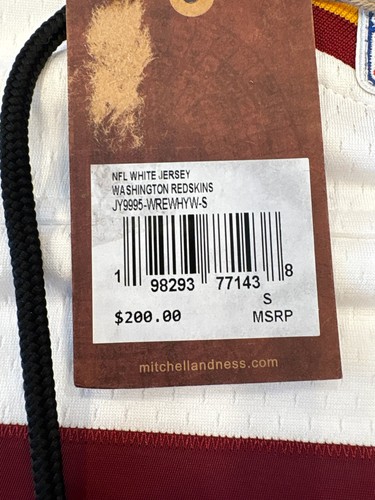 NFL WHITE JERSEY
WASHINGTON REDSKINS
JY9995-WREWHYW-S
1 98293 77143 8
S
$200.00 MSRP
mitchellandness.com